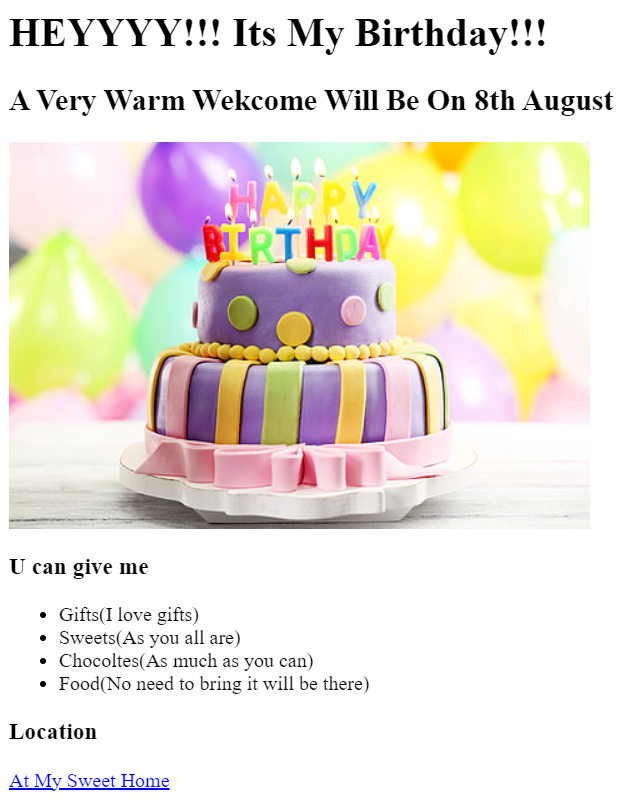 HEYYYY!!! Its My Birthday!!!
A Very Warm Wekcome Will Be On 8th August
HAPPY
BIRTHDAY
U can give me
Gifts(I love gifts)
Sweets(As you all are)
Chocoltes(As much as you can)
Food(No need to bring it will be there)
Location
At My Sweet Home